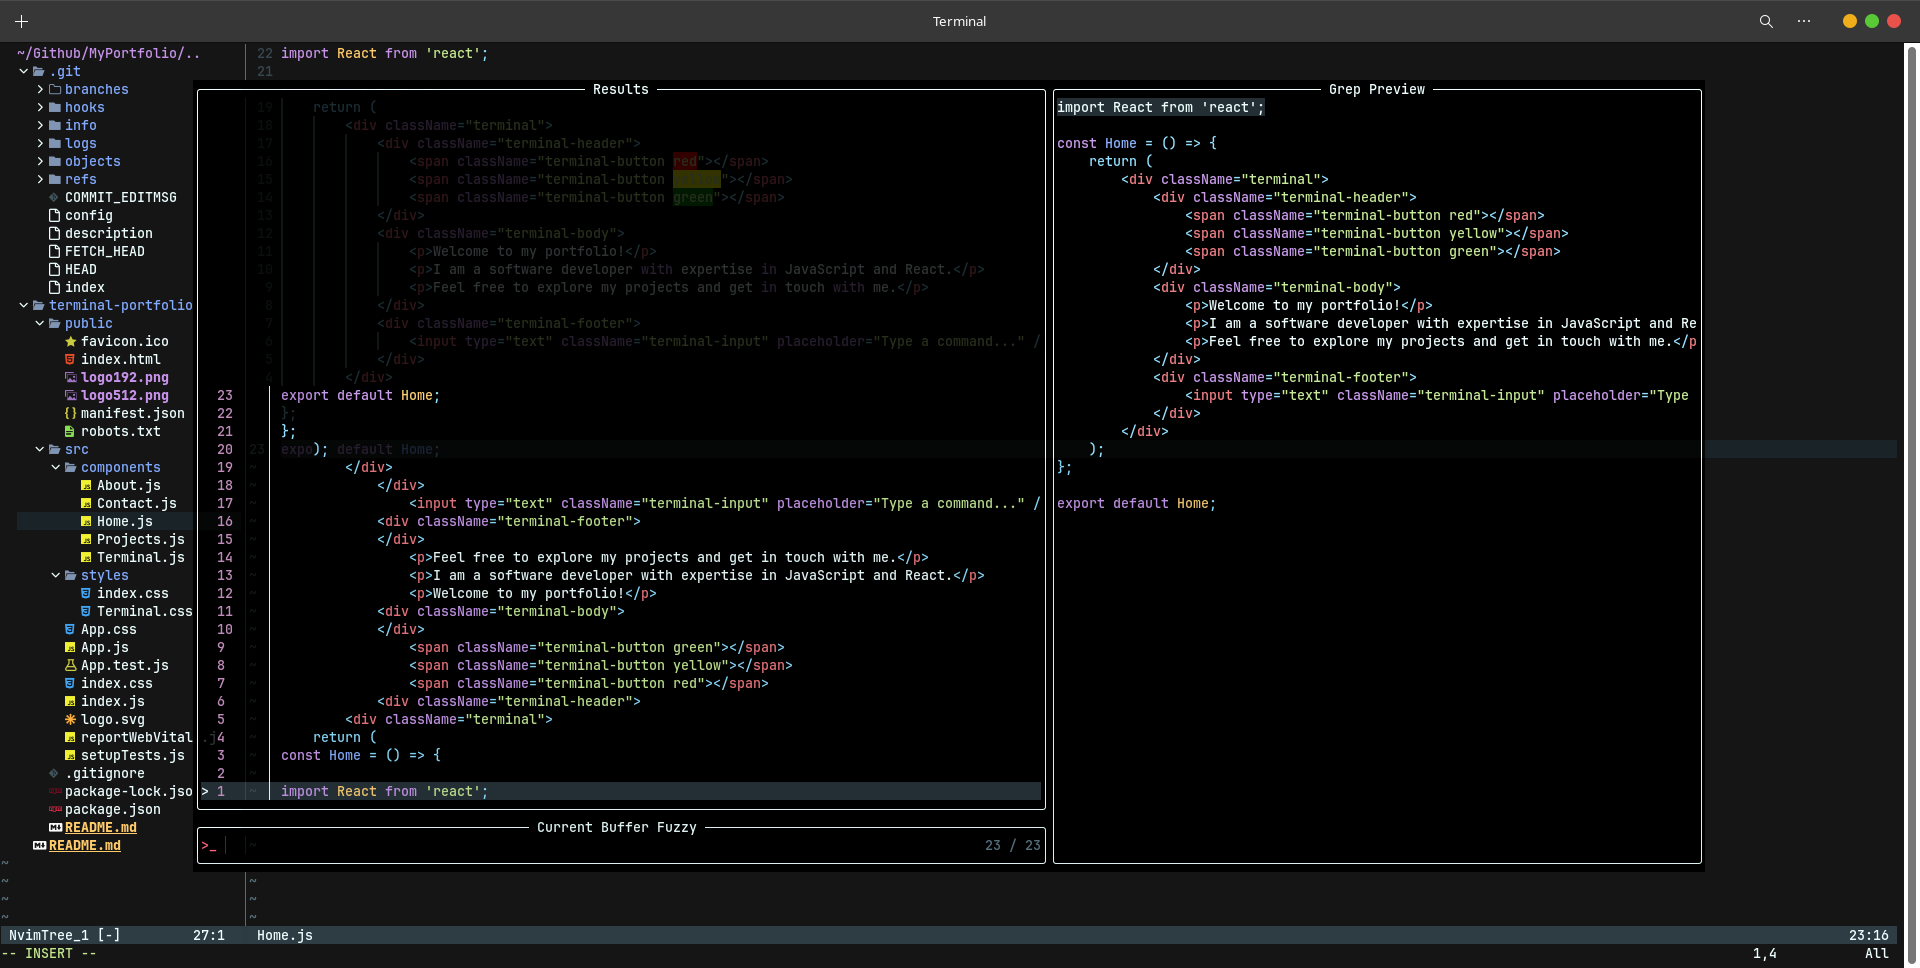 Terminal
~/Github/MyPortfolio/..
.git
branches
hooks
info
logs
objects
refs
COMMIT_EDITMSG
config
description
FETCH_HEAD
HEAD
index
terminal-portfolio
public
favicon.ico
index.html
logo192.png
logo512.png
manifest.json
robots.txt
src
components
About.js
Contact.js
Home.js
Projects.js
Terminal.js
styles
index.css
Terminal.css
App.css
App.js
App.test.js
index.css
index.js
logo.svg
reportWebVital .j
setupTests.js
.gitignore
package-lock.jso
package.json
README.md
README.md
~
~
~
~
22 import React from 'react';
21
Results
19 return (
18 <div className="terminal">
17 <div className="terminal-header">
16 <span className="terminal-button red"></span>
15 <span className="terminal-button "></span>
14 <span className="terminal-button green"></span>
13 </div>
12 <div className="terminal-body">
11 <p>Welcome to my portfolio!</p>
10 <p>I am a software developer with expertise in JavaScript and React.</p>
9 <p>Feel free to explore my projects and get in touch with me.</p>
8 </div>
7 <div className="terminal-footer">
6 <input type="text" className="terminal-input" placeholder="Type a command..." /
5 </div>
4 </div>
23 export default Home;
22 };
21 };
20 23 expo); default Home;
19 ~ </div>
18 ~ </div>
17 ~ <input type="text" className="terminal-input" placeholder="Type a command..." /
16 ~ <div className="terminal-footer">
15 ~ </div>
14 ~ <p>Feel free to explore my projects and get in touch with me.</p>
13 ~ <p>I am a software developer with expertise in JavaScript and React.</p>
12 ~ <p>Welcome to my portfolio!</p>
11 ~ <div className="terminal-body">
10 ~ </div>
9 ~ <span className="terminal-button green"></span>
8 ~ <span className="terminal-button yellow"></span>
7 ~ <span className="terminal-button red"></span>
6 ~ <div className="terminal-header">
5 ~ <div className="terminal">
4 ~ return (
3 ~ const Home = () => {
2 ~
> 1 ~ import React from 'react';
Current Buffer Fuzzy
>_ ~ 23 / 23
Grep Preview
import React from 'react';
const Home = () => {
return (
<div className="terminal">
<div className="terminal-header">
<span className="terminal-button red"></span>
<span className="terminal-button yellow"></span>
<span className="terminal-button green"></span>
</div>
<div className="terminal-body">
<p>Welcome to my portfolio!</p>
<p>I am a software developer with expertise in JavaScript and Re
<p>Feel free to explore my projects and get in touch with me.</p
</div>
<div className="terminal-footer">
<input type="text" className="terminal-input" placeholder="Type
</div>
</div>
);
};
export default Home;
~
~
~
NvimTree_1 [-] 27:1 Home.js 23:16
-- INSERT -- 1,4 All